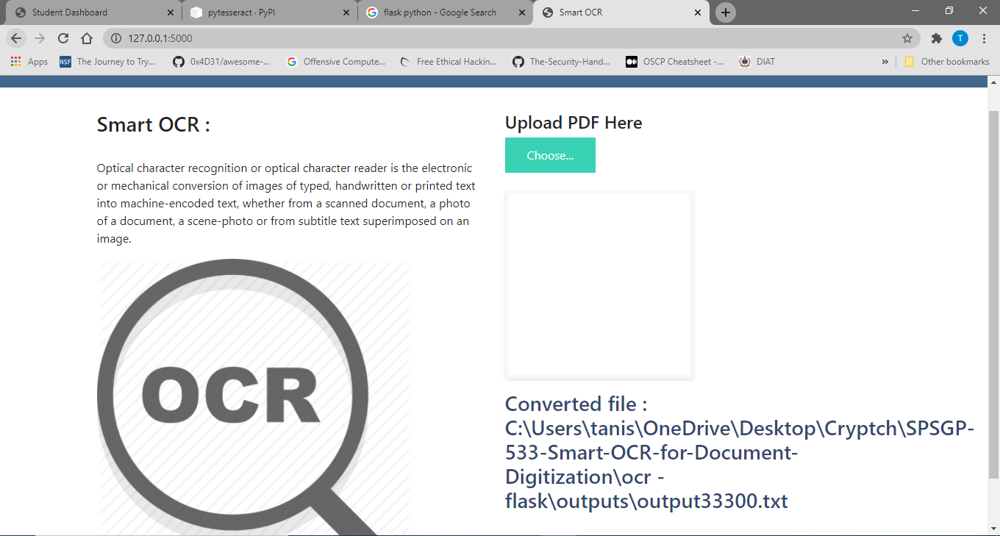 Student Dashboard
pytesseract · PyPI
flask python - Google Search
Smart OCR
127.0.0.1:5000
T
Apps
NSF
The Journey to Try...
0x4D31/awesome-...
Offensive Compute...
Free Ethical Hackin...
The-Security-Hand...
OSCP Cheatsheet -...
DIAT
»
Other bookmarks
Smart OCR :
Optical character recognition or optical character reader is the electronic
or mechanical conversion of images of typed, handwritten or printed text
into machine-encoded text, whether from a scanned document, a photo
of a document, a scene-photo or from subtitle text superimposed on an
image.
OCR
Upload PDF Here
Choose...
Converted file :
C:\Users\tanis\OneDrive\Desktop\Cryptch\SPSGP-
533-Smart-OCR-for-Document-
Digitization\ocr -
flask\outputs\output33300.txt